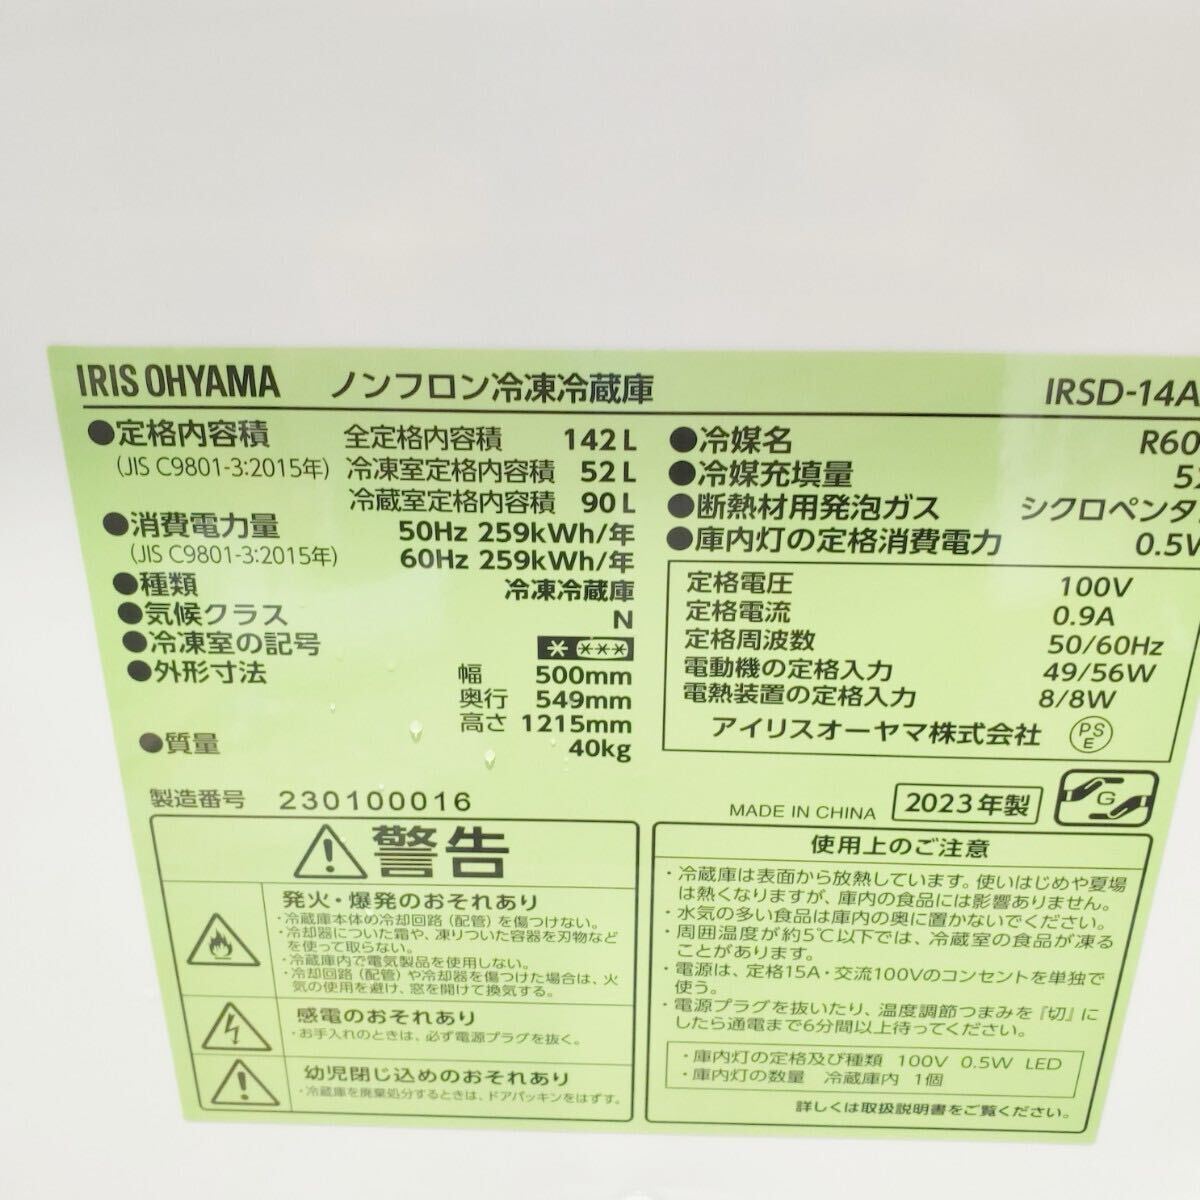 IRIS OHYAMA ノンフロン冷凍冷蔵庫 IRSD-14A
●定格内容積 全定格内容積 142L
(JIS C9801-3:2015年) 冷凍室定格内容積 52L
冷蔵室定格内容積 90L
●消費電力量 50Hz 259kWh/年
(JIS C9801-3:2015年) 60Hz 259kWh/年
●種類 冷凍冷蔵庫
●気候クラス N
●冷凍室の記号 * ***
●外形寸法 幅 500mm
奥行 549mm
高さ 1215mm
●質量 40kg
製造番号 230100016
●冷媒名 R60
●冷媒充填量 52
●断熱材用発泡ガス シクロペンタ
●庫内灯の定格消費電力 0.5W
定格電圧 100V
定格電流 0.9A
定格周波数 50/60Hz
電動機の定格入力 49/56W
電熱装置の定格入力 8/8W
アイリスオーヤマ株式会社 PSE
MADE IN CHINA 2023年製 G
警告
発火・爆発のおそれあり
・冷蔵庫本体の冷却回路（配管）を傷つけない。
・冷却器についた霜や、凍りついた容器を刃物など
を使って取らない。
・冷蔵庫内で電気製品を使用しない。
・冷却回路（配管）や冷却器を傷つけた場合は、火
気の使用を避け、窓を開けて換気する。
感電のおそれあり
・お手入れのときは、必ず電源プラグを抜く。
幼児閉じ込めのおそれあり
・冷蔵庫を廃棄処分するときは、ドアパッキンをはずす。
使用上のご注意
・冷蔵庫は表面から放熱しています。使いはじめや夏場
は熱くなりますが、庫内の食品には影響ありません。
・水気の多い食品は庫内の奥に置かないでください。
・周囲温度が約5℃以下では、冷蔵室の食品が凍る
ことがあります。
・電源は、定格15A・交流100Vのコンセントを単独で
使う。
・電源プラグを抜いたり、温度調節つまみを『切』に
したら通電まで6分間以上待ってください。
・庫内灯の定格及び種類 100V 0.5W LED
・庫内灯の数量 冷蔵庫内 1個
詳しくは取扱説明書をご覧ください。